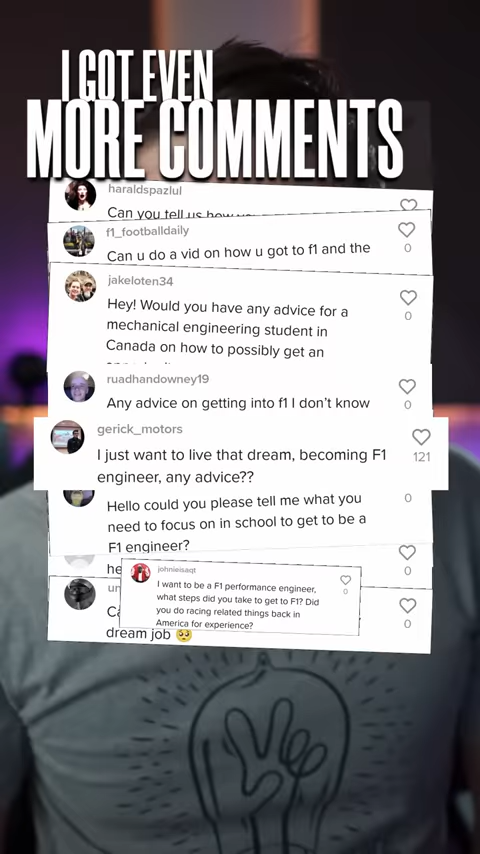 I GOT EVEN
MORE COMMENTS
haraldspazlul
Can you tell us how
0
f1_footballdaily
Can u do a vid on how u got to f1 and the
0
jakeloten34
Hey! Would you have any advice for a
mechanical engineering student in
Canada on how to possibly get an
0
ruadhandowney19
Any advice on getting into f1 I don't know
0
gerick_motors
I just want to live that dream, becoming F1
engineer, any advice??
121
Hello could you please tell me what you
need to focus on in school to get to be a
F1 engineer?
0
he
0
johnieisaqt
I want to be a F1 performance engineer,
what steps did you take to get to F1? Did
you do racing related things back in
America for experience?
0
un
Ca
dream job 🥺
0